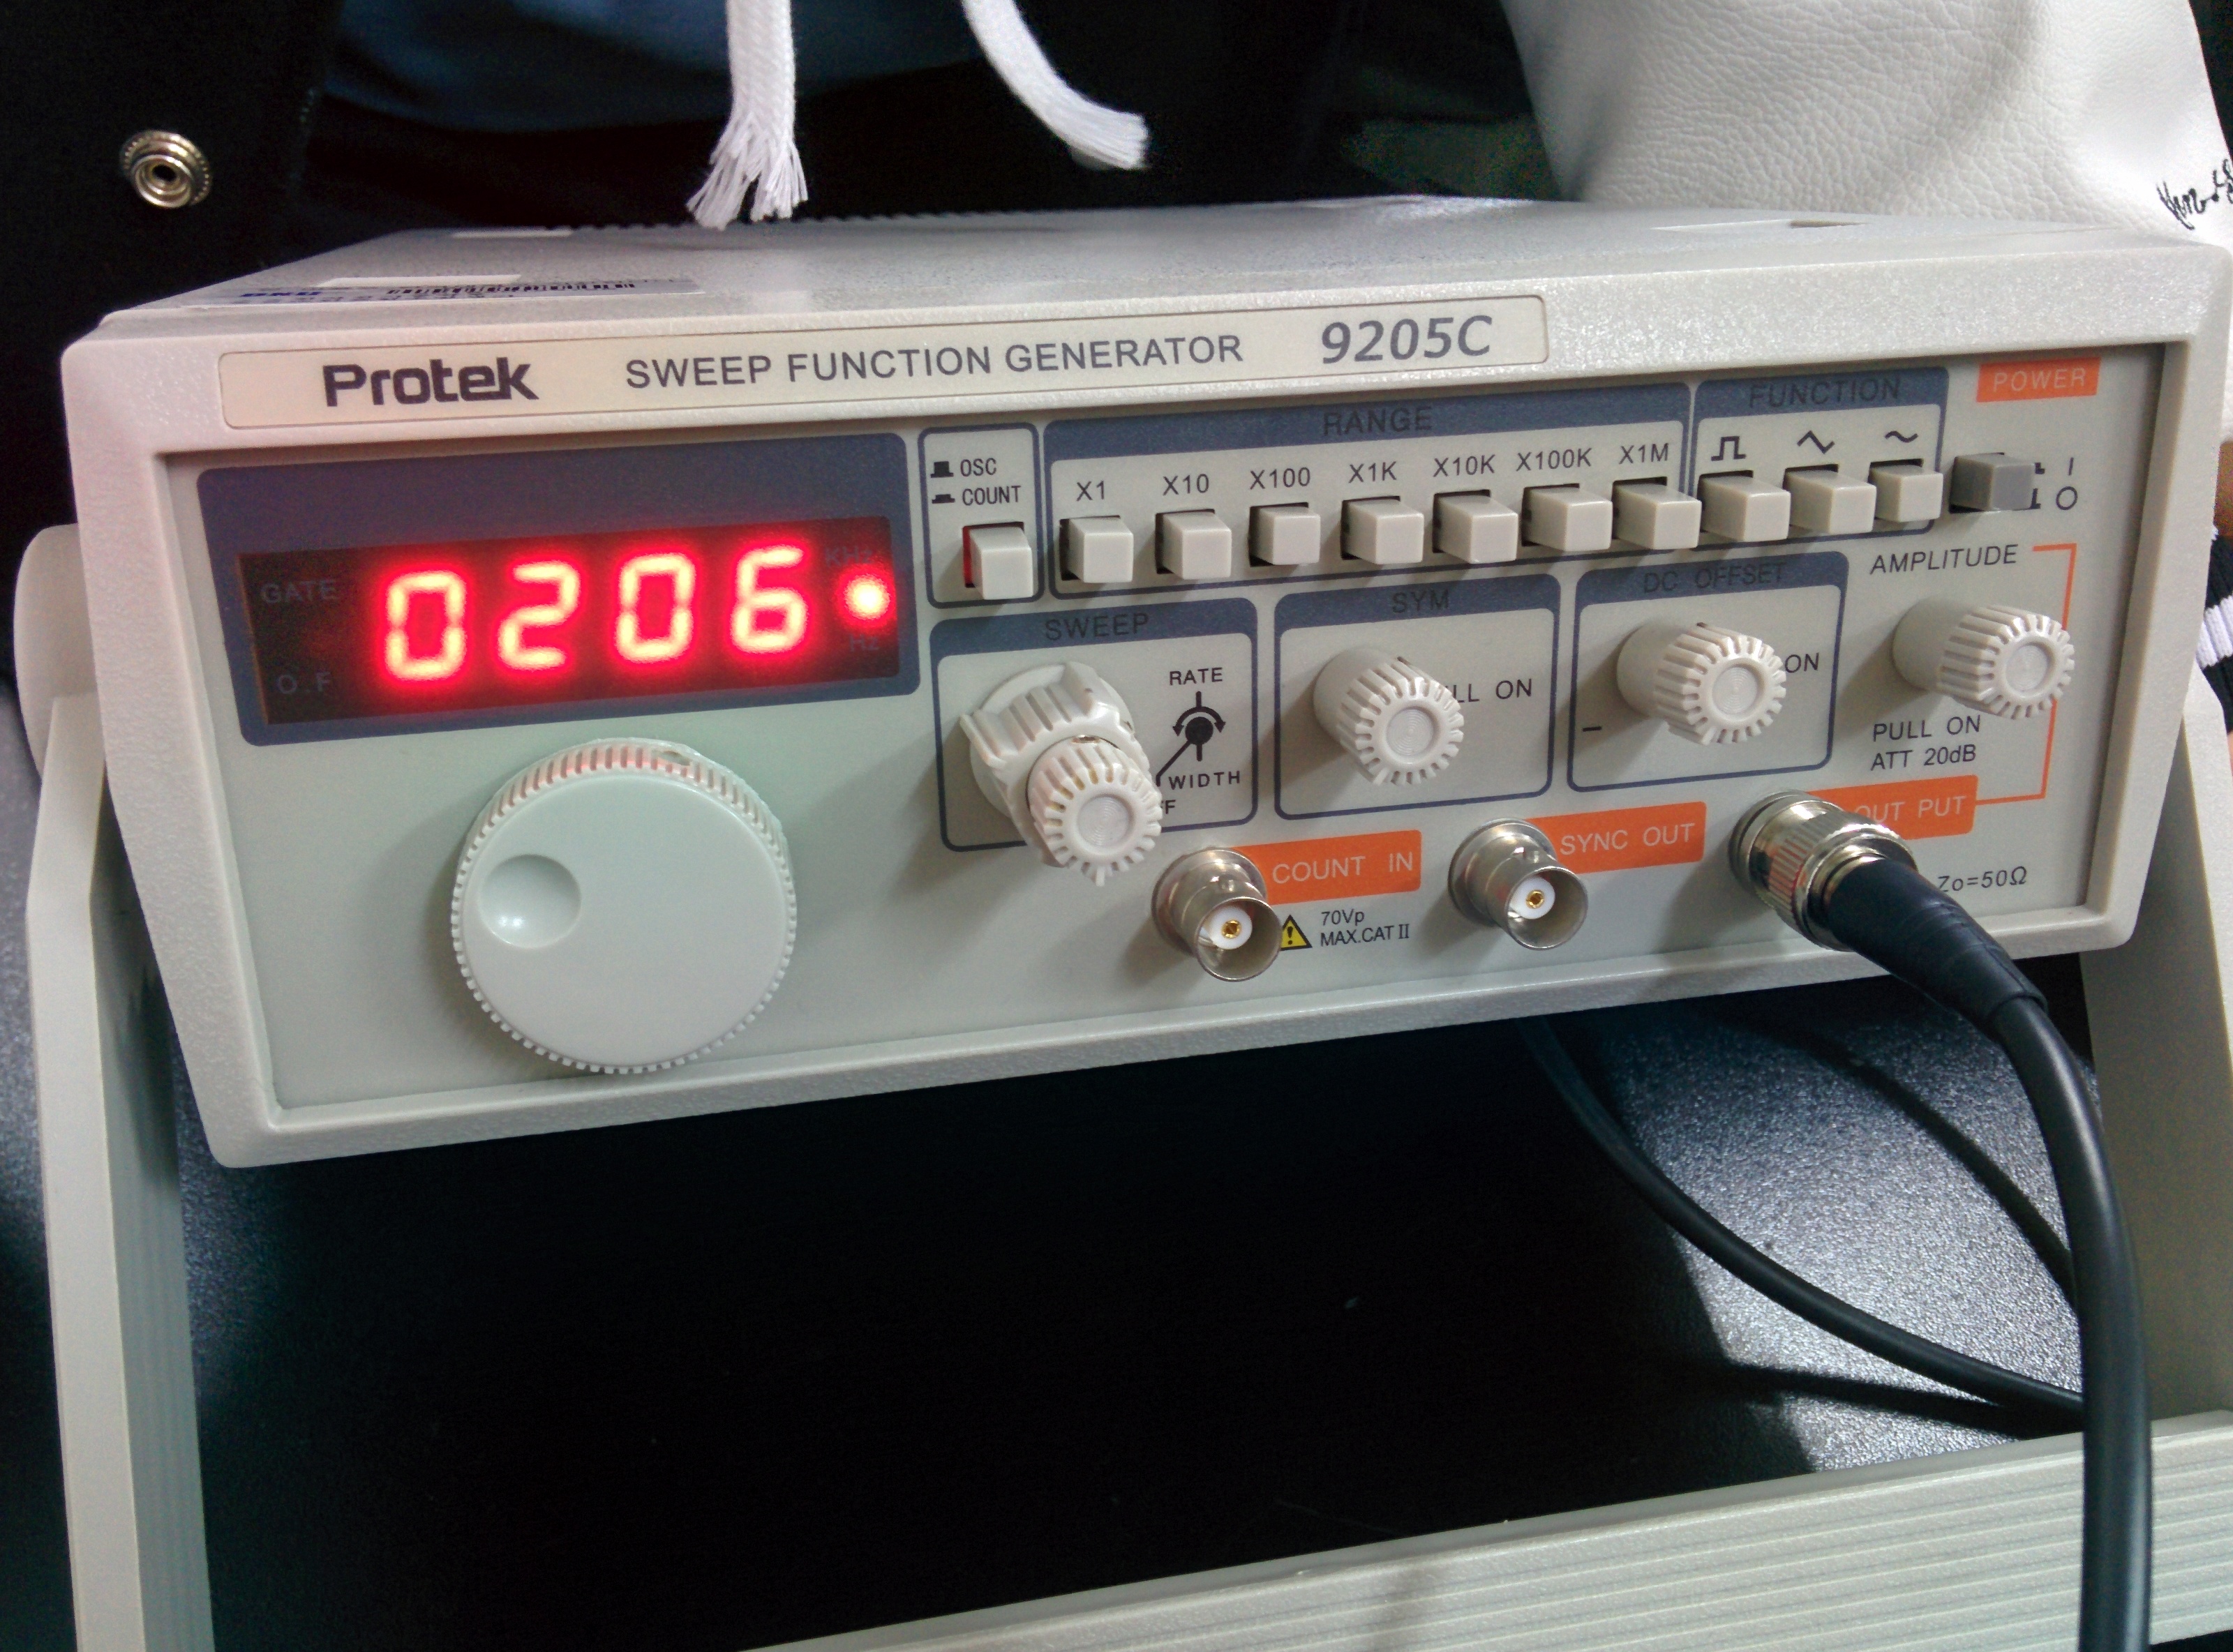 Protek SWEEP FUNCTION GENERATOR 9205C
POWER
RANGE
FUNCTION
OSC
COUNT
X1 X10 X100 X1K X10K X100K X1M
I
O
GATE
0206
KHz
Hz
O.F
SWEEP
RATE
WIDTH
SYM
ON
DC OFFSET
ON
-
AMPLITUDE
PULL ON
ATT 20dB
COUNT IN
SYNC OUT
OUT PUT
70Vp
MAX.CAT II
Zo=50Ω